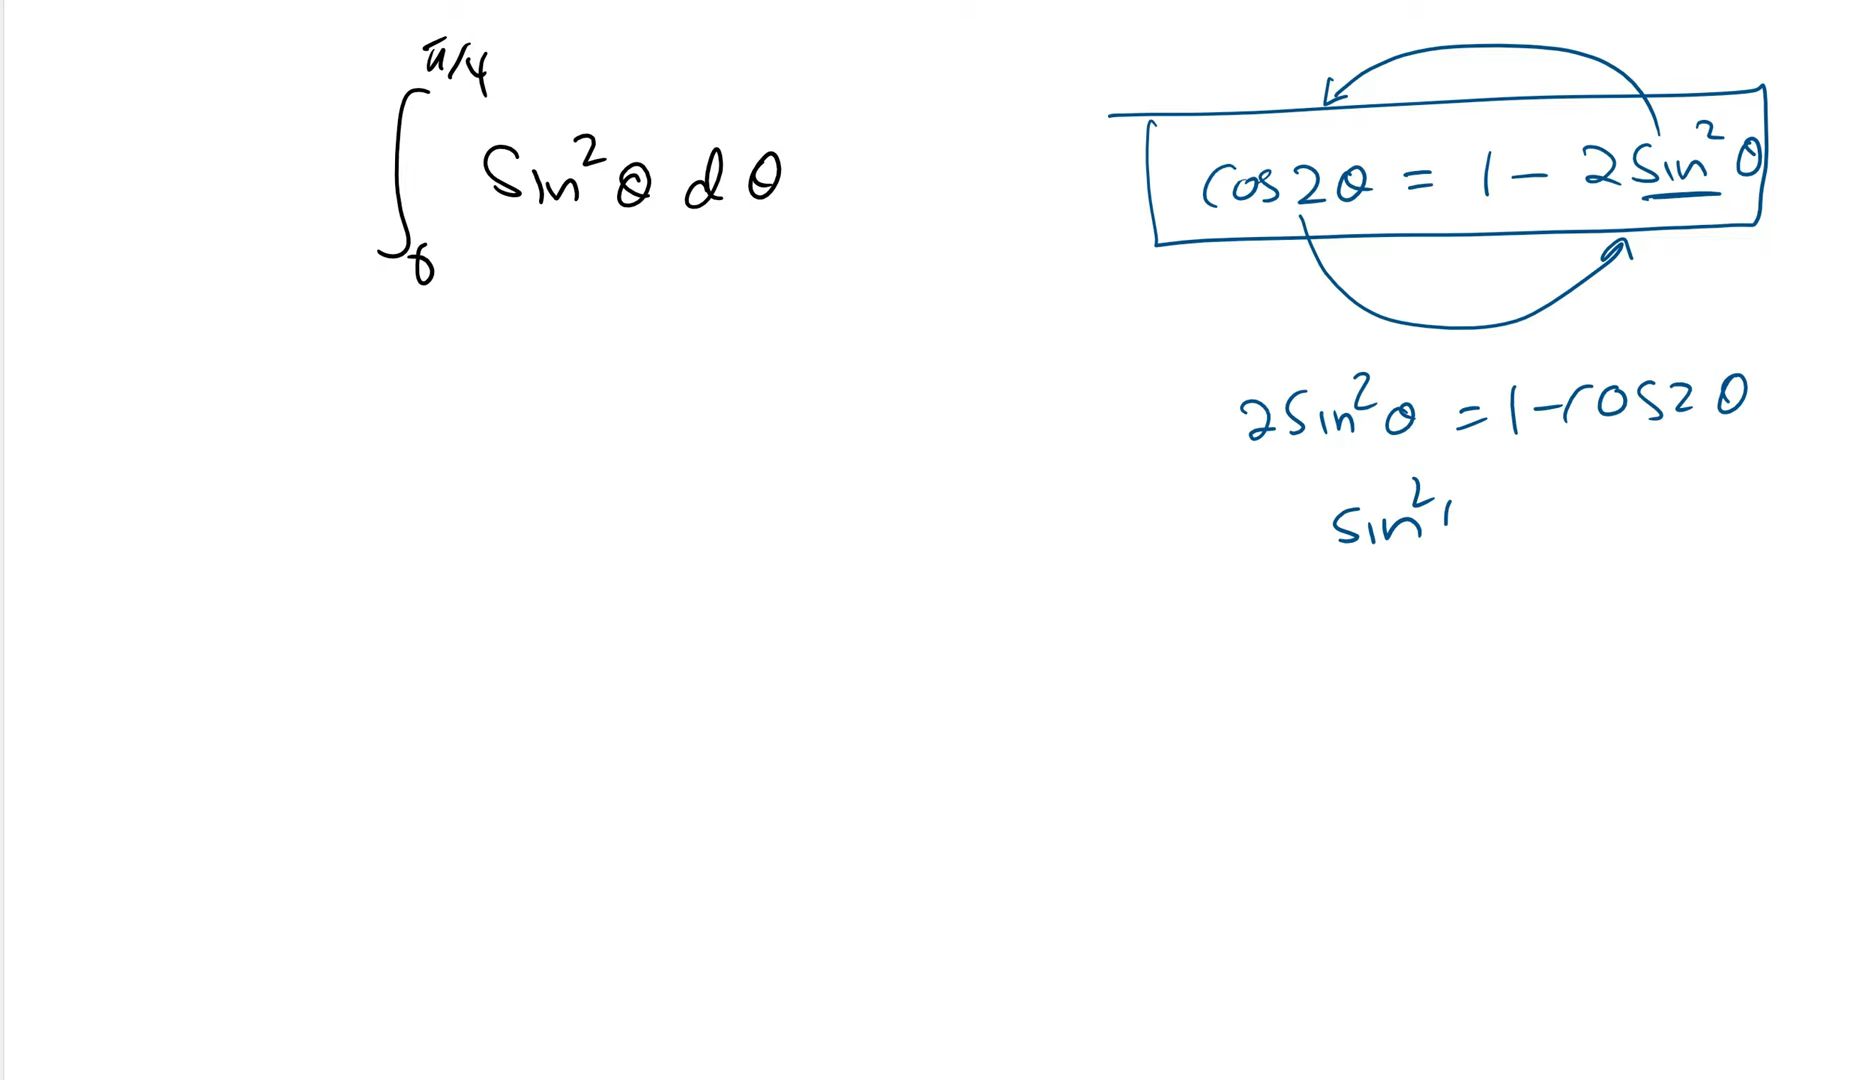 ∫₀^π/4 Sin²θ dθ
cos2θ = 1 - 2Sin²θ
2Sin²θ = 1-cos2θ
Sin²